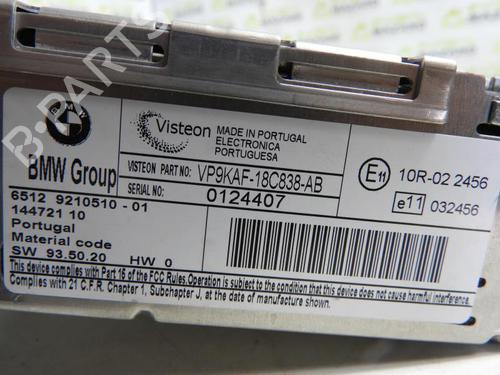 BMW
B-PARTS
Visteon
MADE IN PORTUGAL
ELECTRONICA
PORTUGUESA
BMW Group
VISTEON PART NO: VP9KAF-18C838-AB
SERIAL NO: 0124407
E11 10R-02 2456
e11 032456
6512 9210510 - 01
144721 10
Portugal
Material code
SW 93.50.20 HW 0
This device complies with Part 15 of the FCC Rules.Operation is subject to the condition that this device does not cause harmful interference.
Complies with 21 C.F.R. Chapter 1, Subchapter J, at the date of manufacture